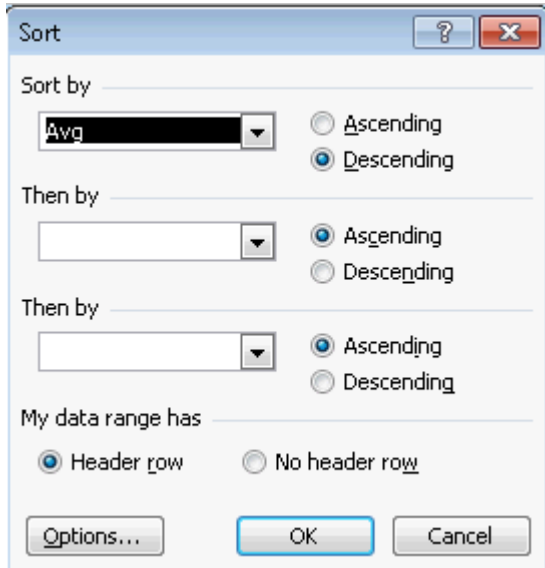 Sort
Sort by
Avg
Ascending
Descending
Then by
Ascending
Descending
Then by
Ascending
Descending
My data range has
Header row
No header row
Options...
OK
Cancel